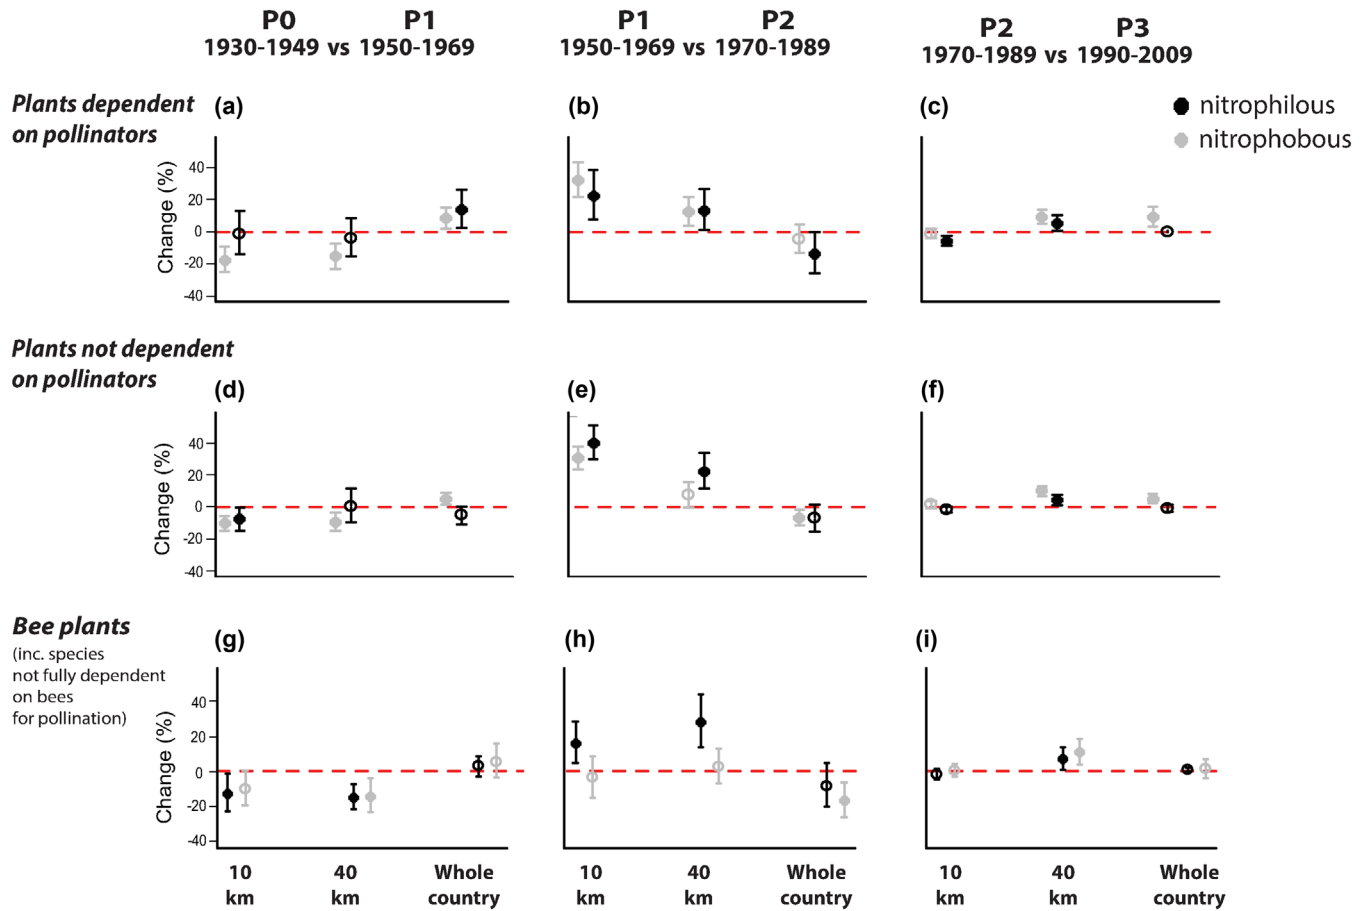 P0 P1
1930-1949 vs 1950-1969
P1 P2
1950-1969 vs 1970-1989
P2 P3
1970-1989 vs 1990-2009
nitrophilous
nitrophobous
Plants dependent
on pollinators
(a)
(b)
(c)
Change (%)
40
20
0
-20
-40
Plants not dependent
on pollinators
(d)
(e)
(f)
Change (%)
40
20
0
-20
-40
Bee plants
(inc. species
not fully dependent
on bees
for pollination)
(g)
(h)
(i)
Change (%)
40
20
0
-20
-40
10
km
40
km
Whole
country
10
km
40
km
Whole
country
10
km
40
km
Whole
country